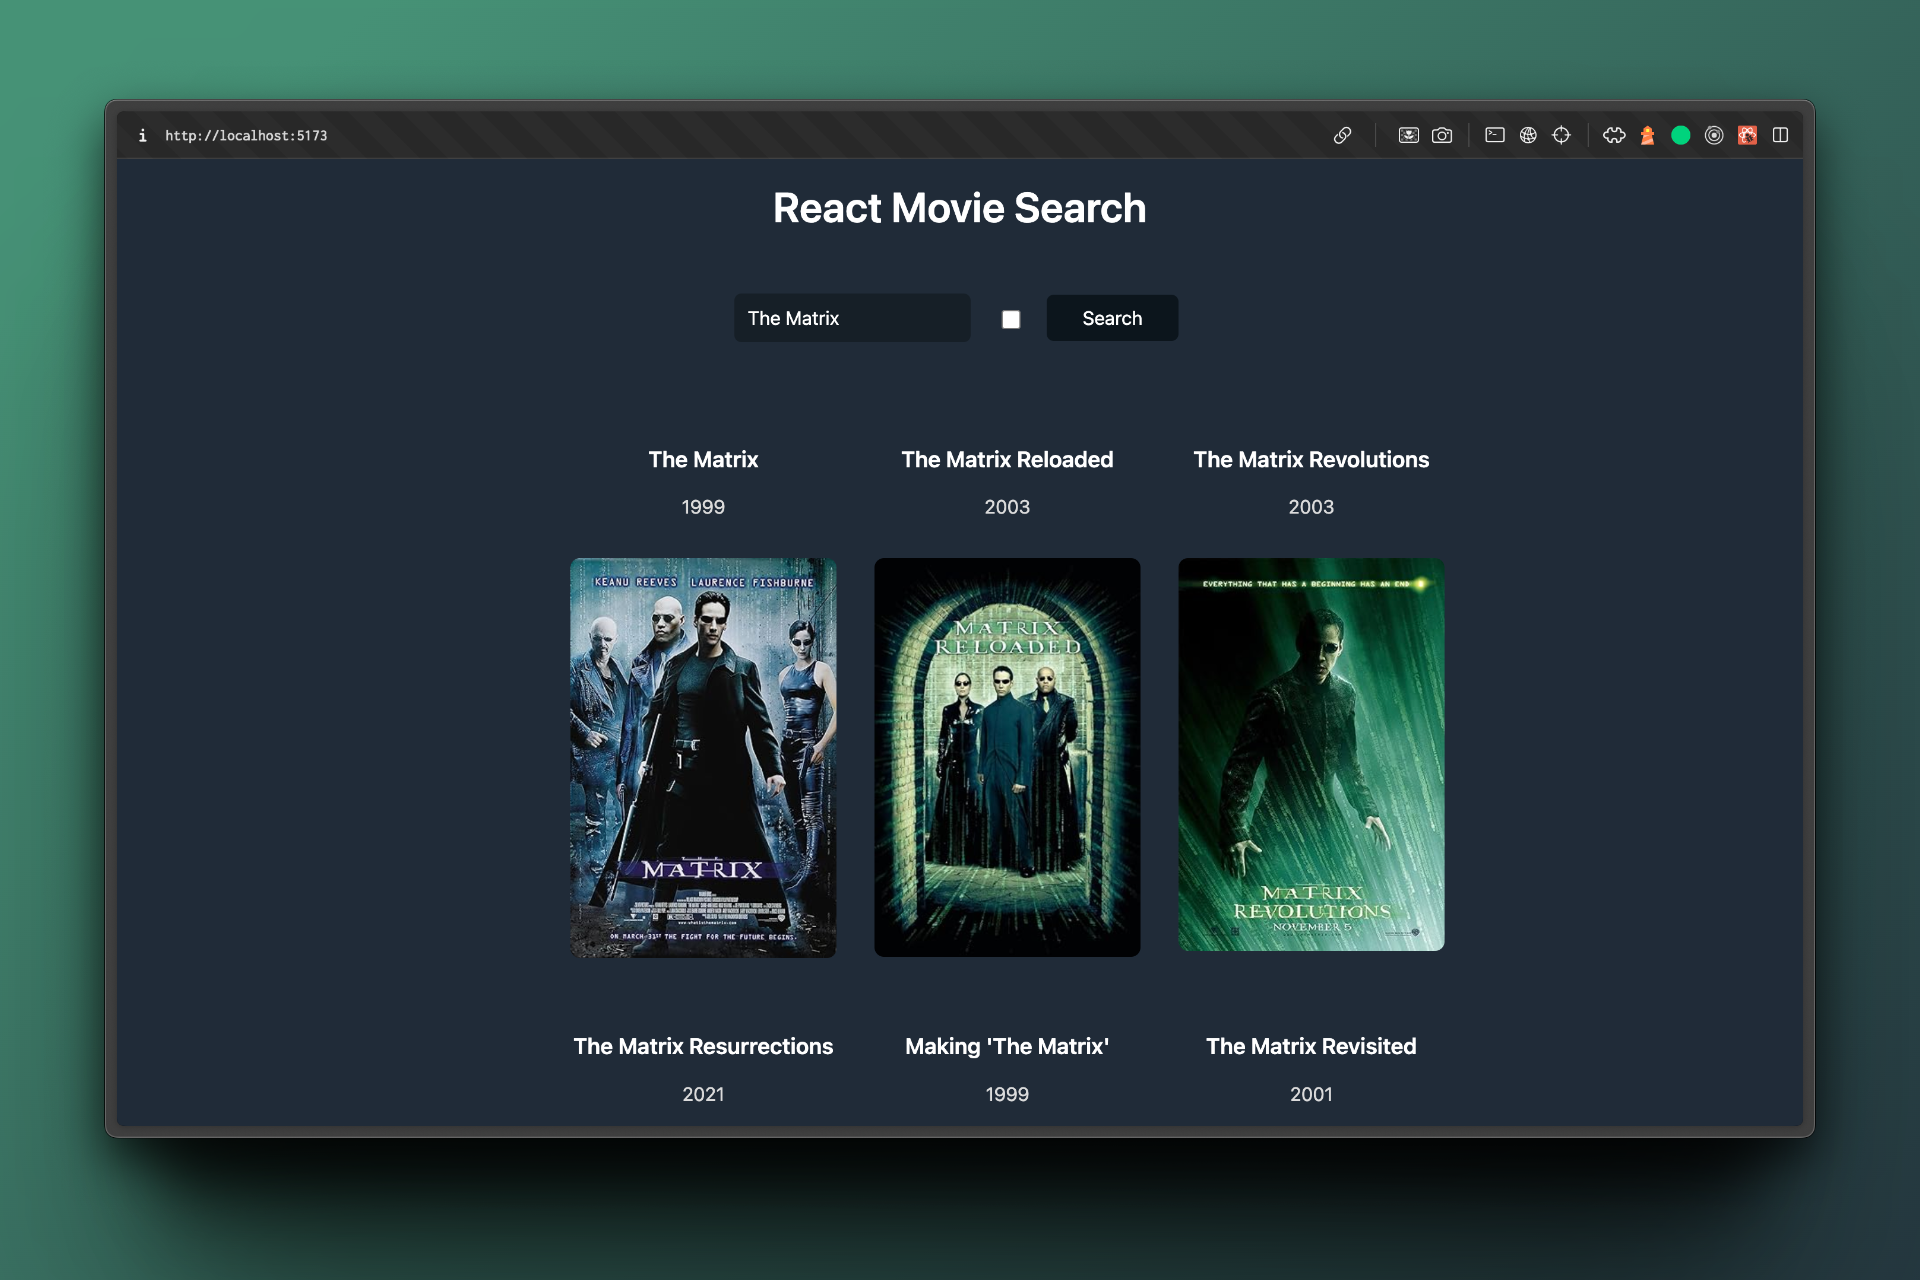 http://localhost:5173
React Movie Search
The Matrix
Search
The Matrix
The Matrix Reloaded
The Matrix Revolutions
1999
2003
2003
KEANU REEVES LAURENCE FISHBURNE
THE
MATRIX
ON MARCH 31ST THE FIGHT FOR THE FUTURE BEGINS.
MATRIX
RELOADED
EVERYTHING THAT HAS A BEGINNING HAS AN END
MATRIX
REVOLUTIONS
NOVEMBER 5
The Matrix Resurrections
Making 'The Matrix'
The Matrix Revisited
2021
1999
2001